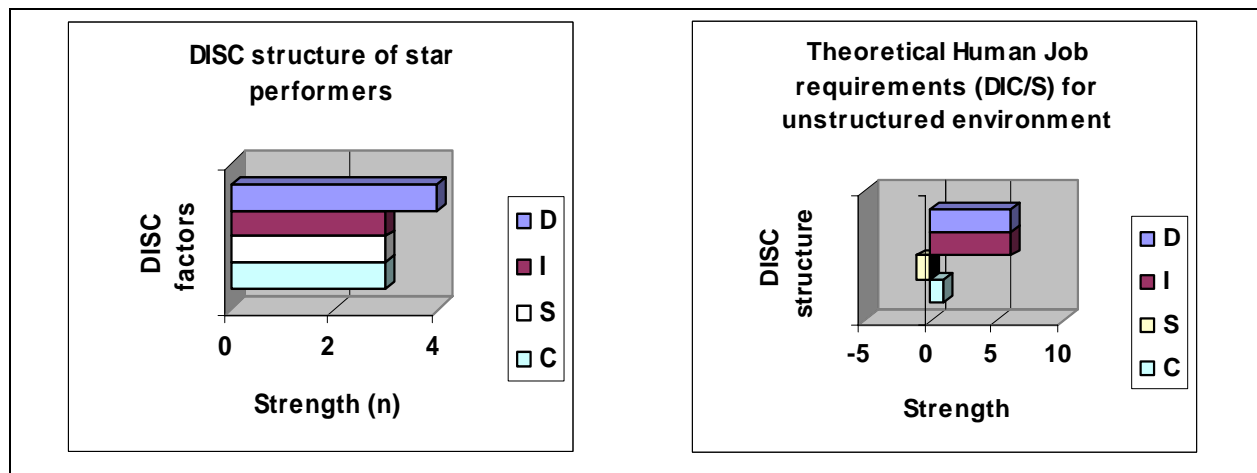 DISC structure of star
performers
DISC
factors
0 2 4
Strength (n)
D
I
S
C
Theoretical Human Job
requirements (DIC/S) for
unstructured environment
DISC
structure
-5 0 5 10
Strength
D
I
S
C